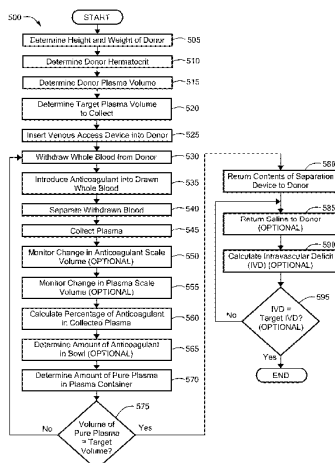 500
START
Determine Height and Weight of Donor
505
Determine Donor Hematocrit
510
Determine Donor Plasma Volume
515
Determine Target Plasma Volume
to Collect
520
Insert Venous Access Device into Donor
525
Withdraw Whole Blood from Donor
530
Introduce Anticoagulant into Drawn
Whole Blood
535
Separate Withdrawn Blood
540
Collect Plasma
545
Monitor Change in Anticoagulant Scale
Volume (OPTIONAL)
550
Monitor Change in Plasma Scale
Volume (OPTIONAL)
555
Calculate Percentage of Anticoagulant
in Collected Plasma
560
Determine Amount of Anticoagulant
in Bowl (OPTIONAL)
565
Determine Amount of Pure Plasma
in Plasma Container
570
575
Volume of
Pure Plasma
= Target
Volume?
No
Yes
580
Return Contents of Separation
Device to Donor
585
Return Saline to Donor
(OPTIONAL)
590
Calculate Intravascular Deficit
(IVD) (OPTIONAL)
595
IVD =
Target IVD?
(OPTIONAL)
No
Yes
END